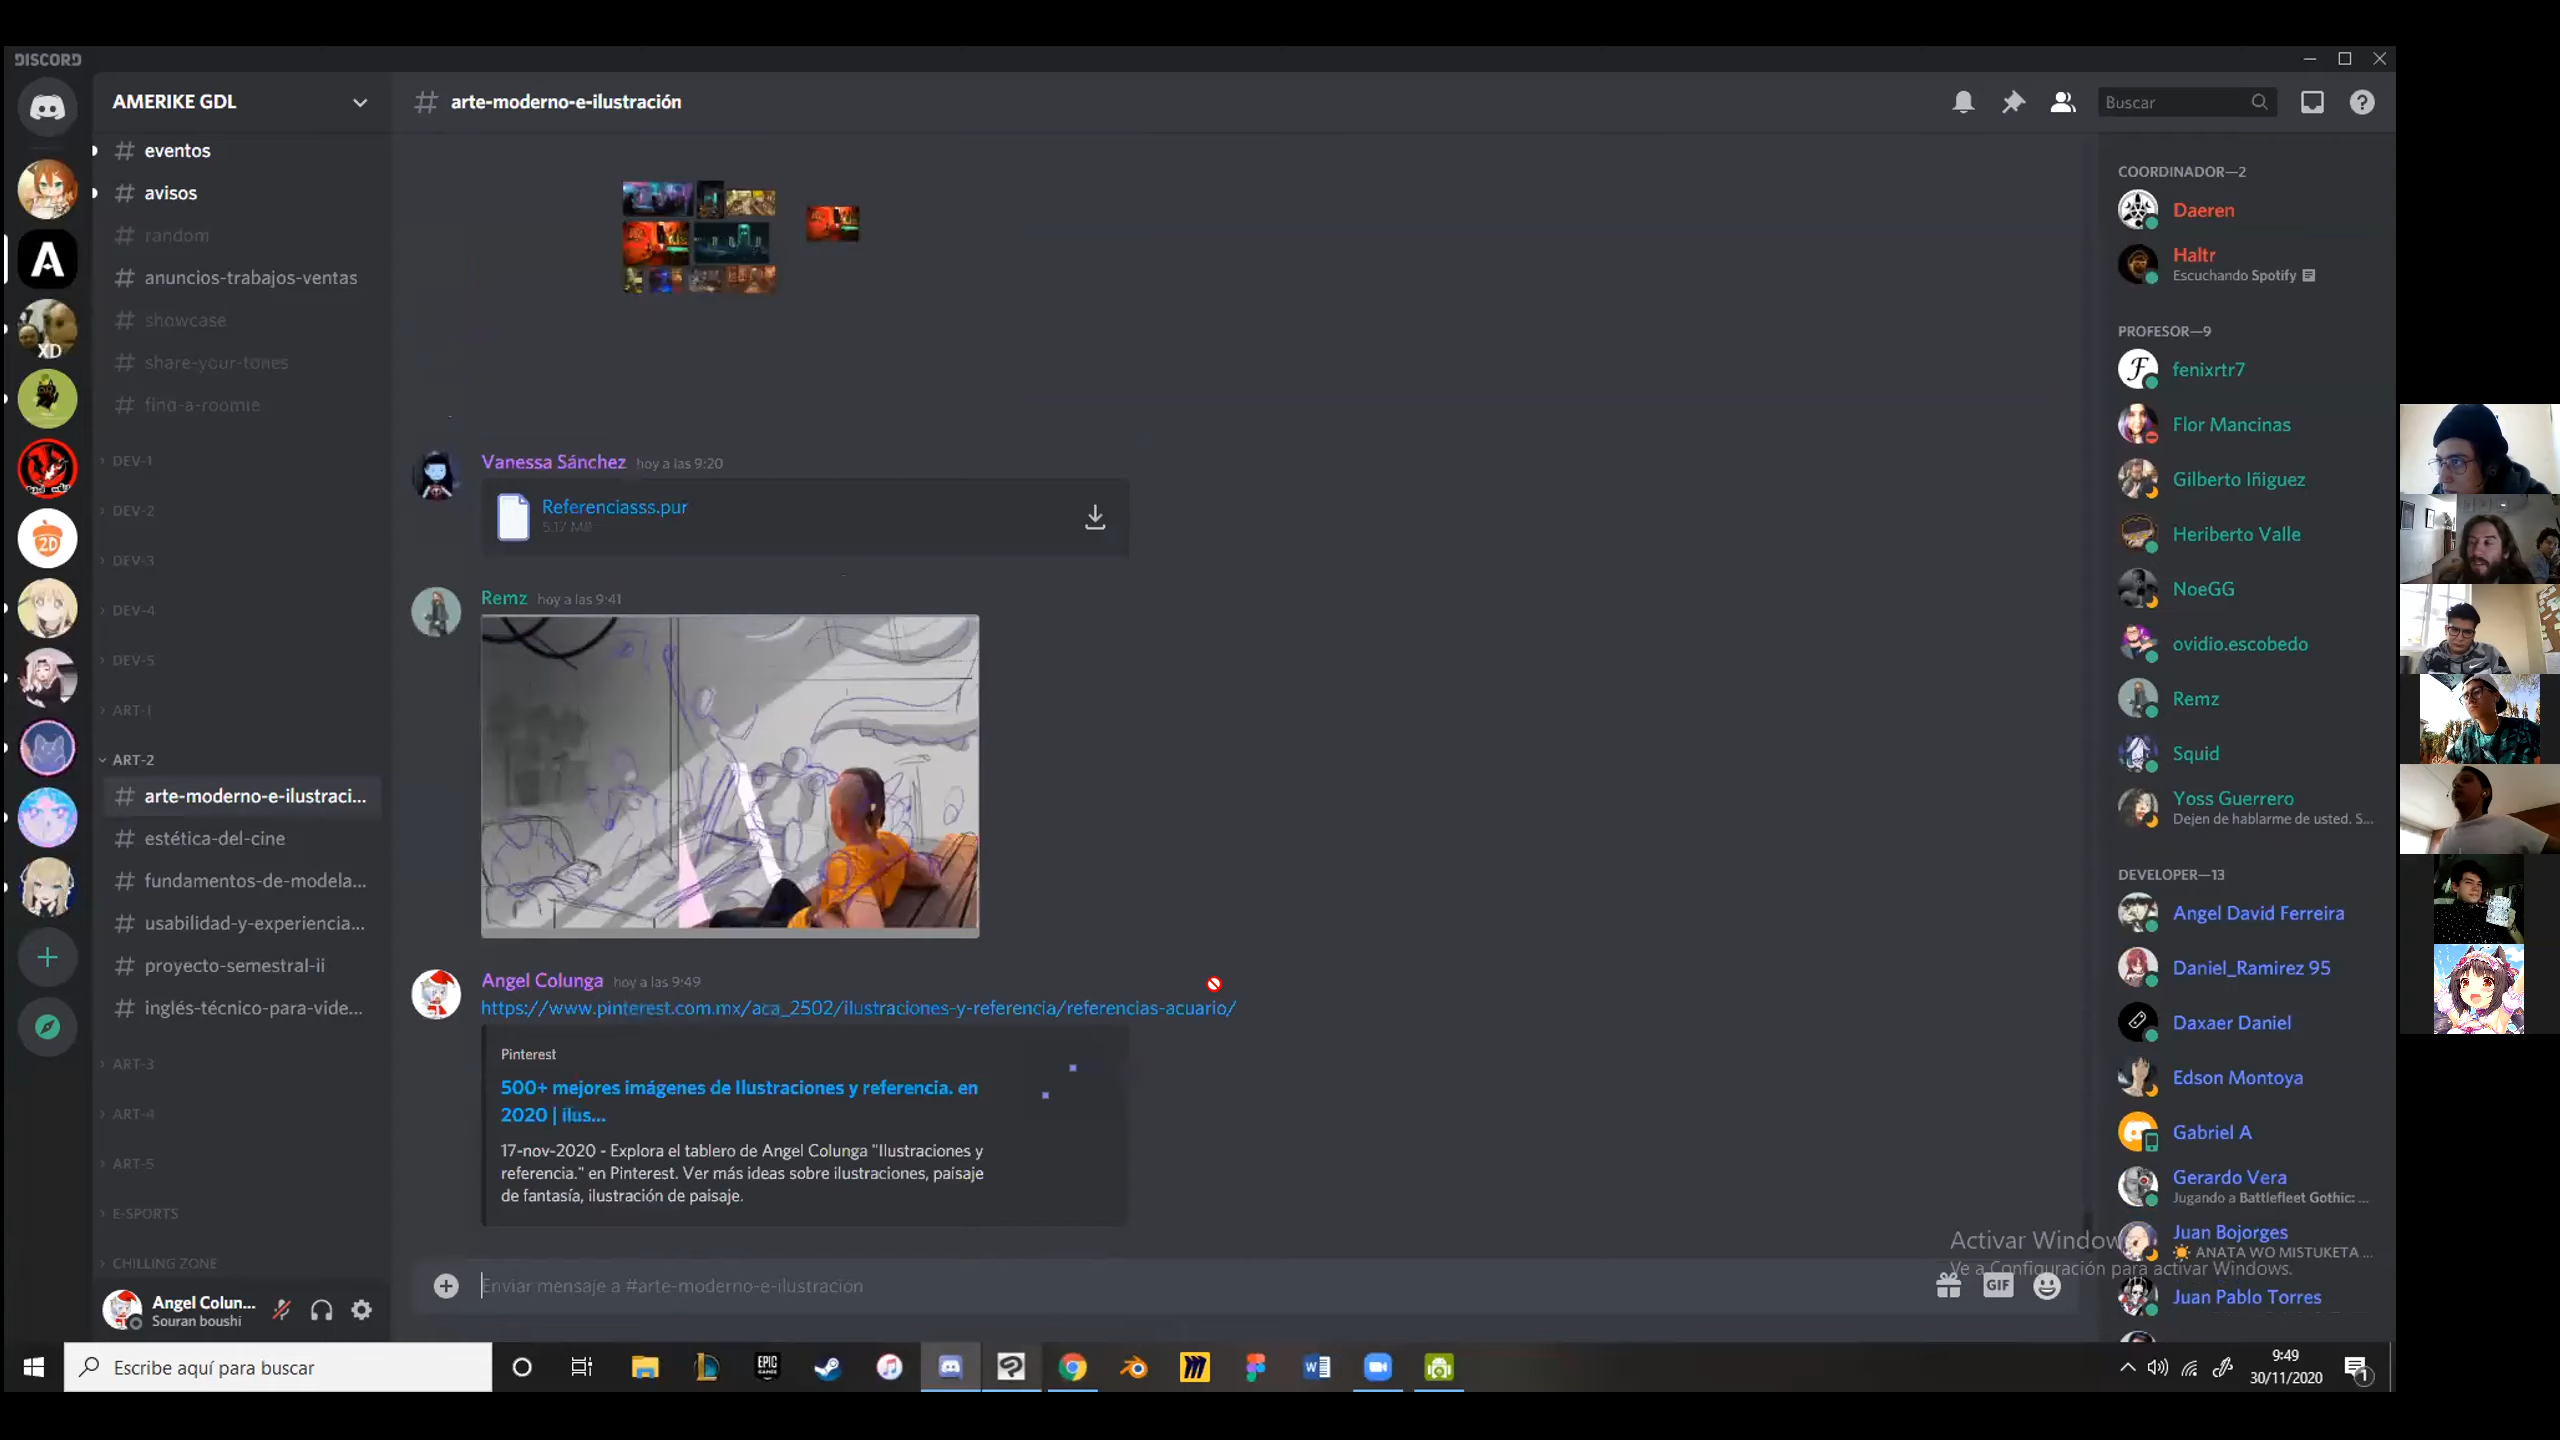 DISCORD
AMERIKE GDL
eventos
avisos
random
anuncios-trabajos-ventas
showcase
share-your-tones
find-a-roomie
XD
DEV-1
DEV-2
DEV-3
DEV-4
DEV-5
ART-1
ART-2
arte-moderno-e-ilustraci...
estética-del-cine
fundamentos-de-modela...
usabilidad-y-experiencia...
proyecto-semestral-ii
inglés-técnico-para-vide...
ART-3
ART-4
ART-5
E-SPORTS
CHILLING ZONE
Angel Colun...
Souran boushi
arte-moderno-e-ilustración
Buscar
Vanessa Sánchez hoy a las 9:20
Referenciasss.pur
5.17 MB
Remz hoy a las 9:41
Angel Colunga hoy a las 9:49
https://www.pinterest.com.mx/aca_2502/ilustraciones-y-referencia/referencias-acuario/
Pinterest
500+ mejores imágenes de Ilustraciones y referencia. en
2020 | ilus...
17-nov-2020 - Explora el tablero de Angel Colunga "Ilustraciones y
referencia." en Pinterest. Ver más ideas sobre ilustraciones, paisaje
de fantasía, ilustración de paisaje.
Enviar mensaje a #arte-moderno-e-ilustración
GIF
COORDINADOR—2
Daeren
Haltr
Escuchando Spotify
PROFESOR—9
fenixrtr7
Flor Mancinas
Gilberto Iñiguez
Heriberto Valle
NoeGG
ovidio.escobedo
Remz
Squid
Yoss Guerrero
Dejen de hablarme de usted. S...
DEVELOPER—13
Angel David Ferreira
Daniel_Ramirez 95
Daxaer Daniel
Edson Montoya
Gabriel A
Gerardo Vera
Jugando a Battlefleet Gothic: ...
Juan Bojorges
ANATA WO MISTUKETA ...
Juan Pablo Torres
Activar Window
Ve a Configuración para activar Windows.
Escribe aquí para buscar
EPIC
GAMES
9:49
30/11/2020
1